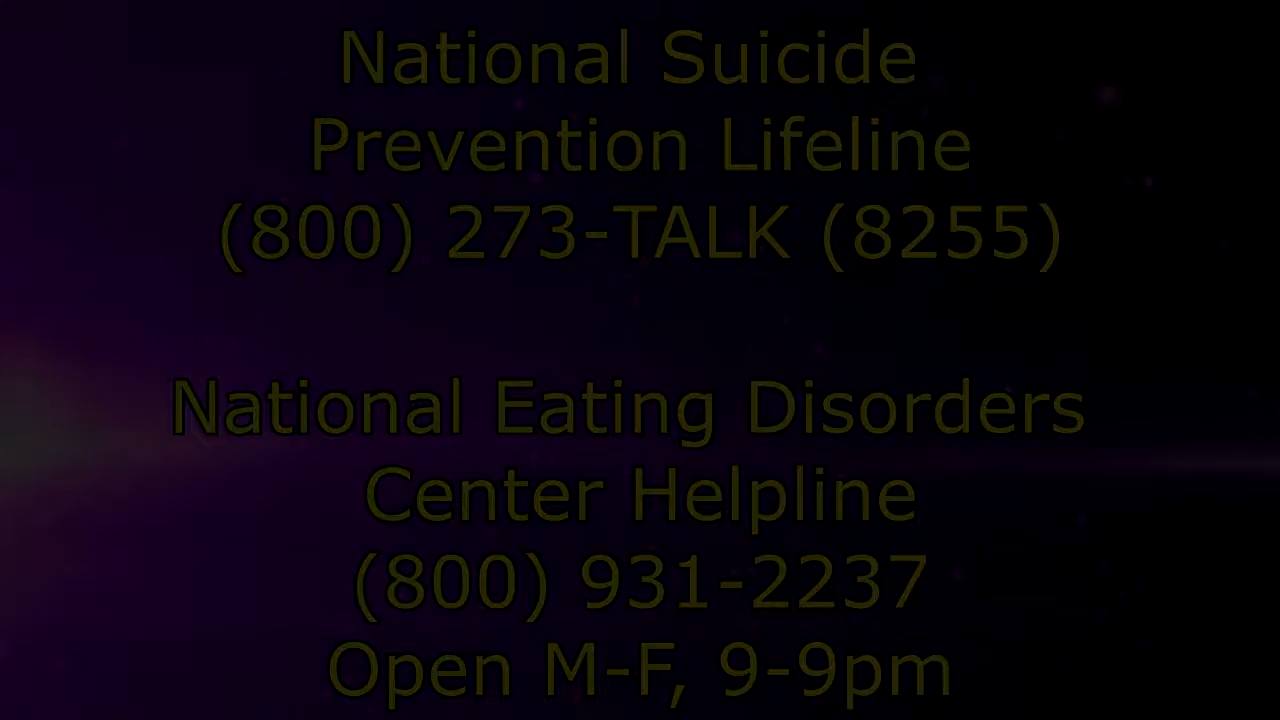 National Suicide
Prevention Lifeline
(800) 273-TALK (8255)
National Eating Disorders
Center Helpline
(800) 931-2237
Open M-F, 9-9pm